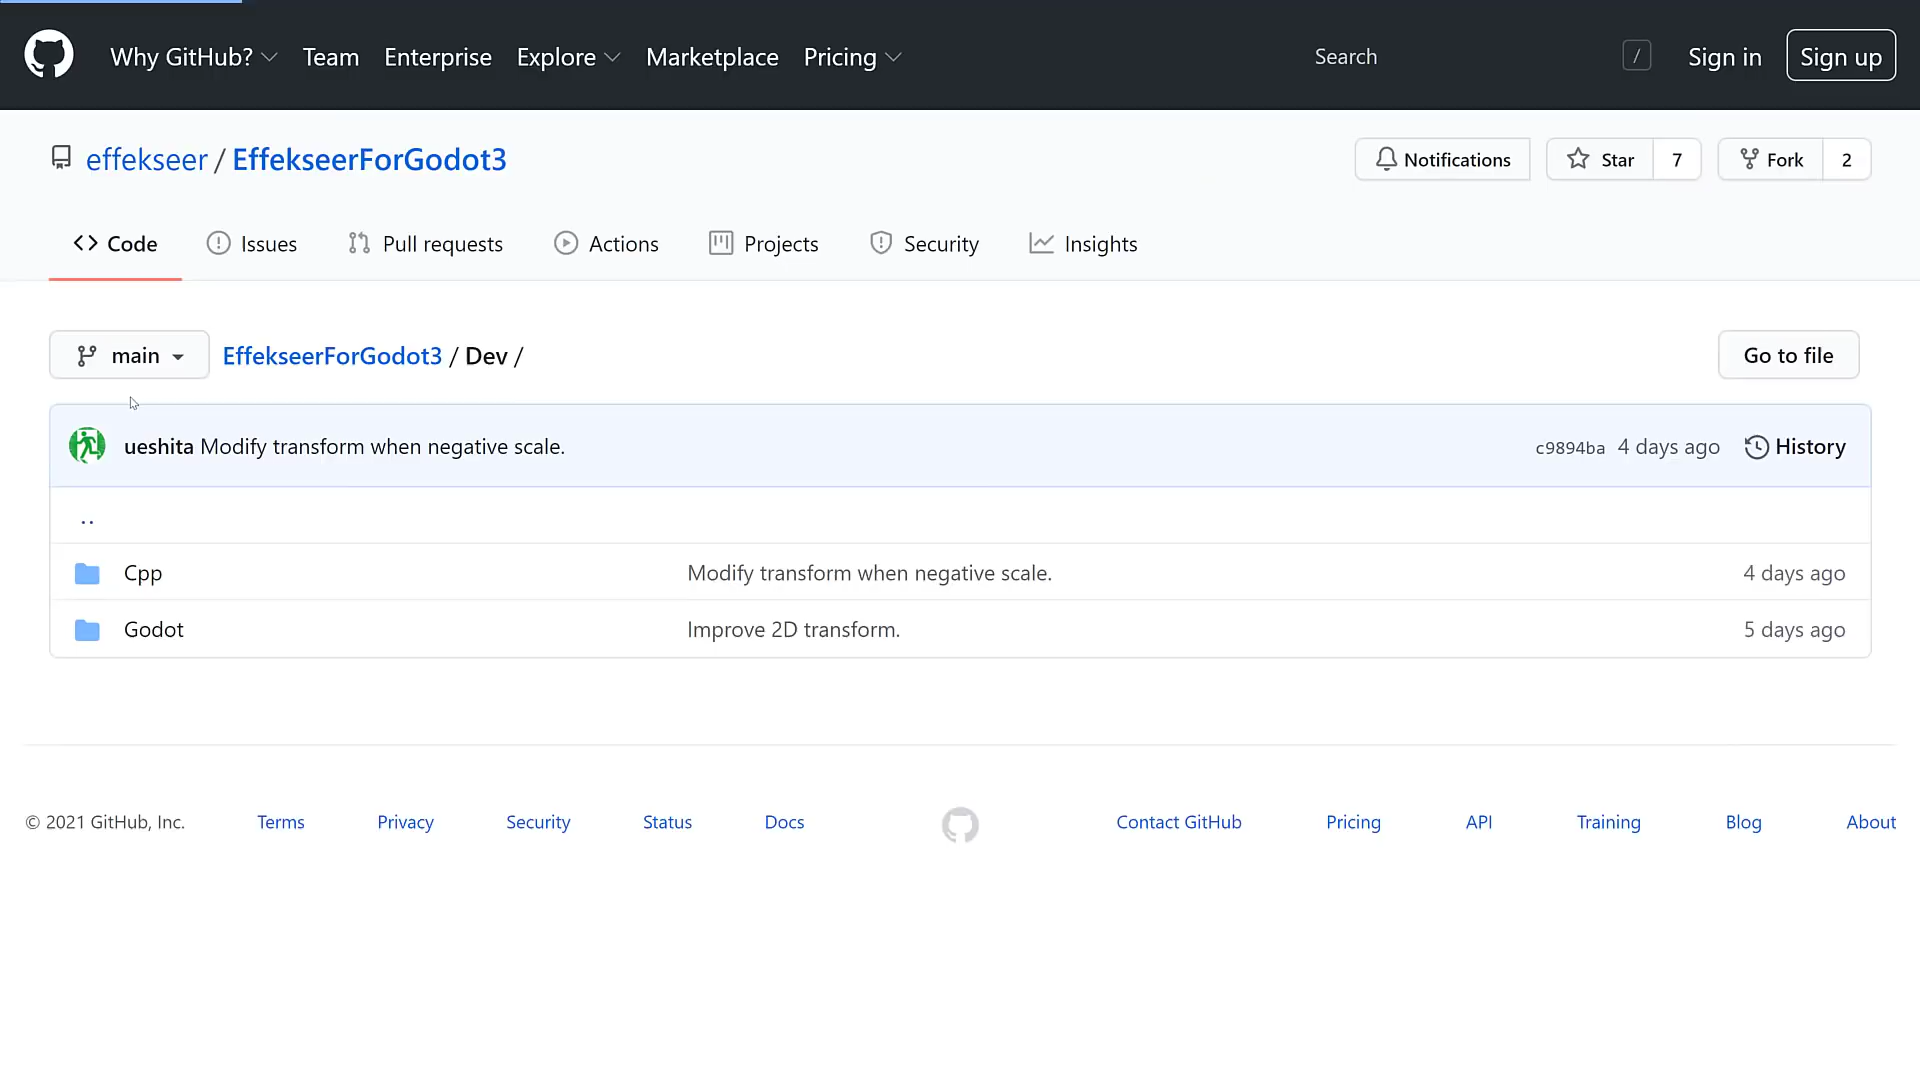 Why GitHub? Team Enterprise Explore Marketplace Pricing Search / Sign in Sign up
effekseer / EffekseerForGodot3 Notifications Star 7 Fork 2
Code Issues Pull requests Actions Projects Security Insights
main EffekseerForGodot3 / Dev / Go to file
ueshita Modify transform when negative scale. c9894ba 4 days ago History
..
Cpp Modify transform when negative scale. 4 days ago
Godot Improve 2D transform. 5 days ago
© 2021 GitHub, Inc. Terms Privacy Security Status Docs Contact GitHub Pricing API Training Blog About